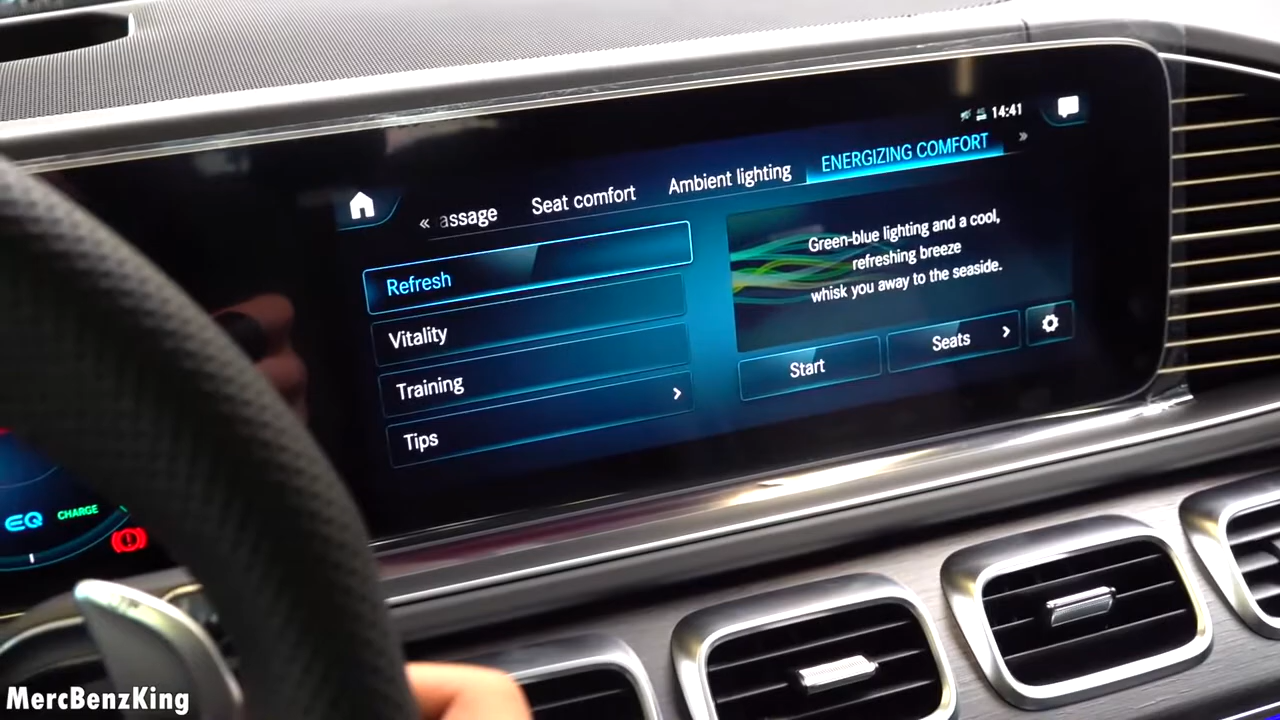 14:41
« assage
Seat comfort
Ambient lighting
ENERGIZING COMFORT »
Refresh
Vitality
Training
Tips
Green-blue lighting and a cool,
refreshing breeze
whisk you away to the seaside.
Start
Seats
EQ
CHARGE
MercBenzKing